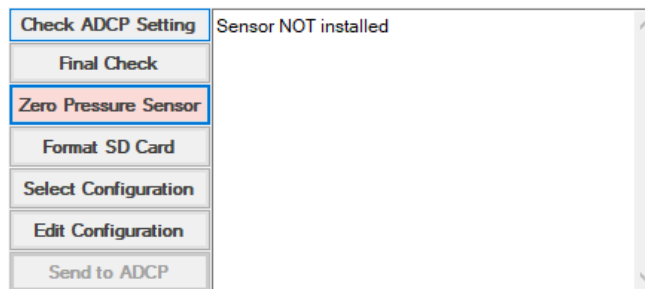 Check ADCP Setting
Sensor NOT installed
Final Check
Zero Pressure Sensor
Format SD Card
Select Configuration
Edit Configuration
Send to ADCP